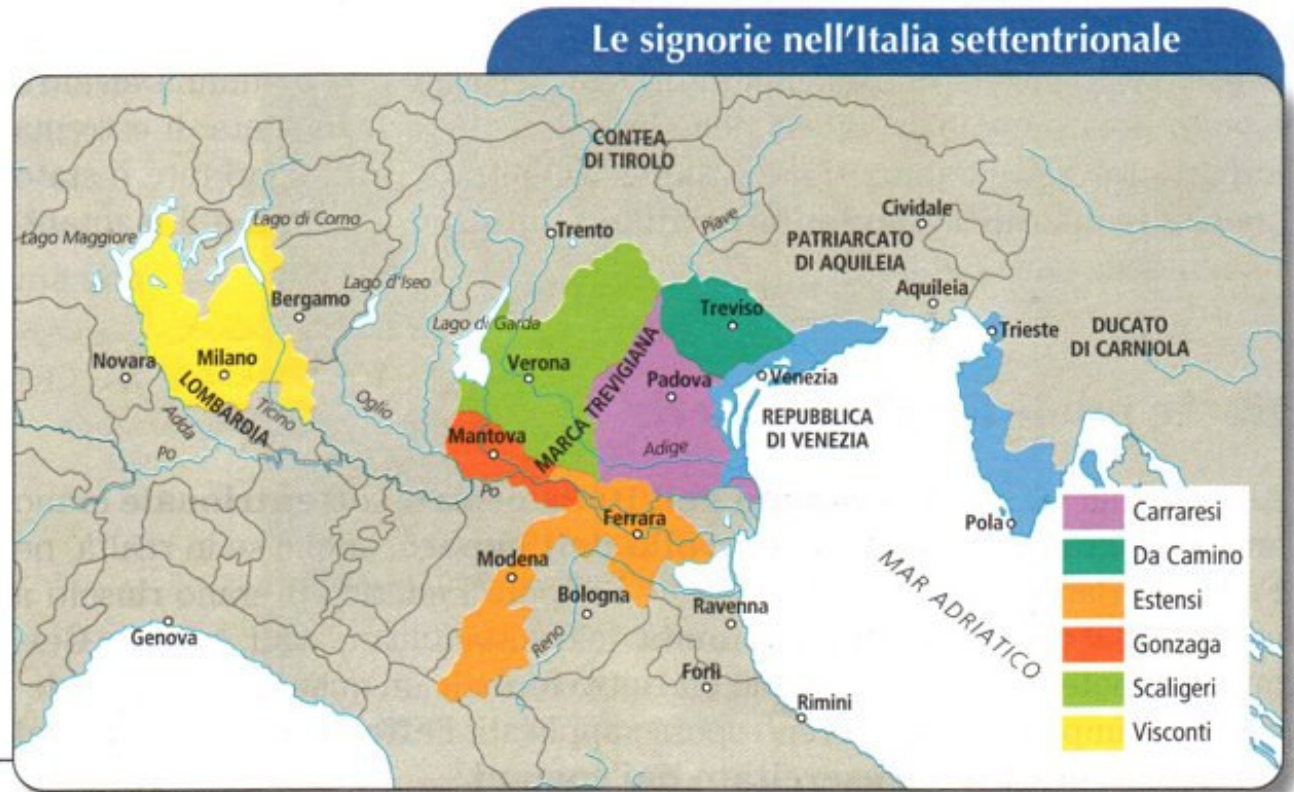 Le signorie nell'Italia settentrionale
CONTEA
DI TIROLO
Lago Maggiore
Lago di Como
Trento
Piave
Cividale
PATRIARCATO
DI AQUILEIA
Bergamo
Lago d'Iseo
Aquileia
Lago di Garda
Treviso
Trieste
DUCATO
DI CARNIOLA
Novara
Milano
Verona
Padova
Venezia
LOMBARDIA
Ticino
Adda
Po
Oglio
MARCA TREVIGIANA
REPUBBLICA
DI VENEZIA
Mantova
Adige
Po
Ferrara
Pola
Modena
Bologna
Ravenna
MAR ADRIATICO
Genova
Reno
Forlì
Rimini
Carraresi
Da Camino
Estensi
Gonzaga
Scaligeri
Visconti